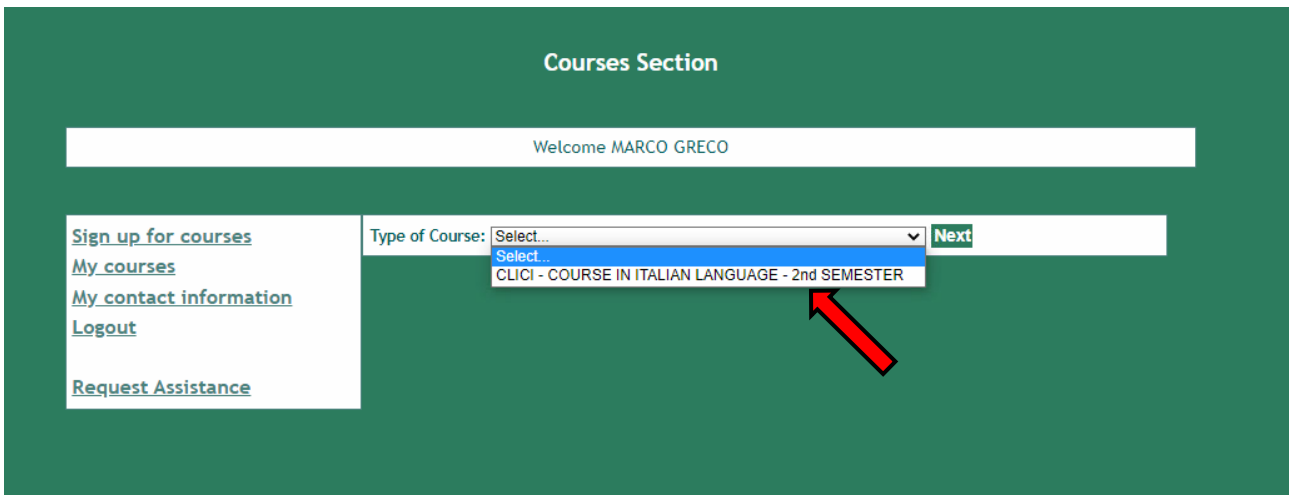 Courses Section
Welcome MARCO GRECO
Sign up for courses
My courses
My contact information
Logout
Request Assistance
Type of Course: Select... Next
Select...
CLICI - COURSE IN ITALIAN LANGUAGE - 2nd SEMESTER